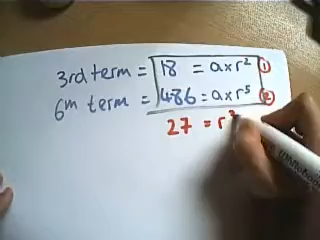 3rd term = 18 = a x r² ①
6th term = 486 = a x r⁵ ②
27 = r³